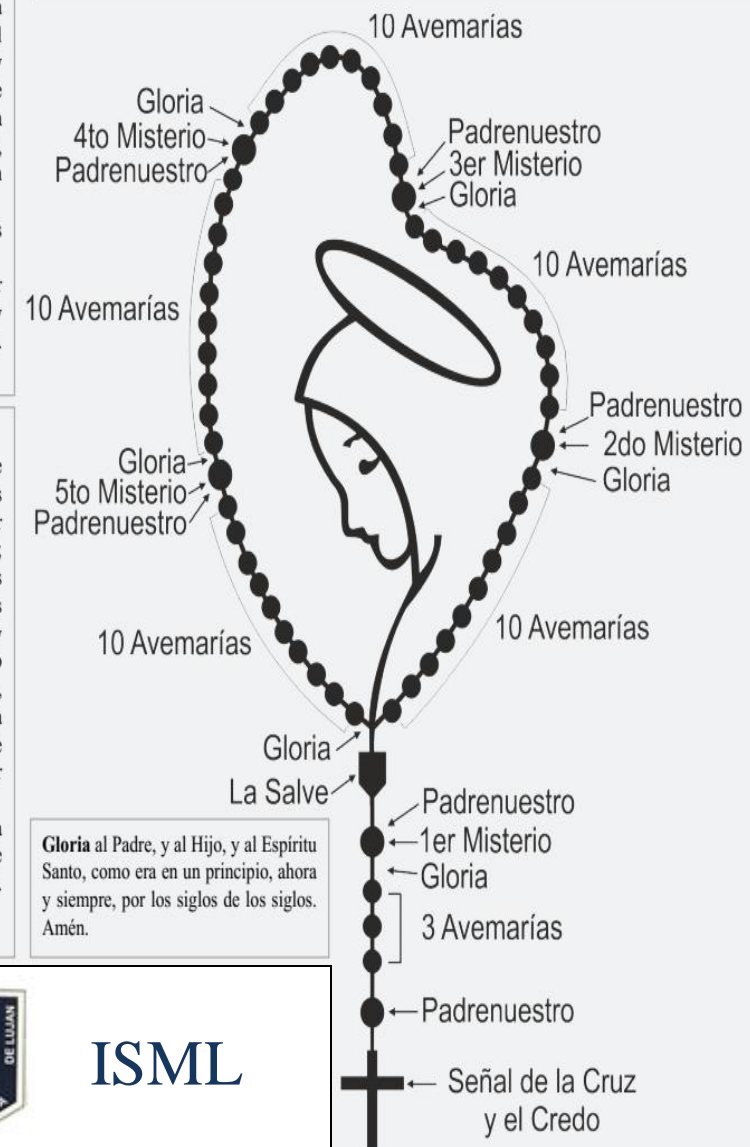 10 Avemarías
Gloria
4to Misterio
Padrenuestro
Padrenuestro
3er Misterio
Gloria
10 Avemarías
10 Avemarías
Padrenuestro
2do Misterio
Gloria
Gloria
5to Misterio
Padrenuestro
10 Avemarías
10 Avemarías
Gloria
La Salve
Padrenuestro
1er Misterio
Gloria
3 Avemarías
Padrenuestro
Señal de la Cruz
y el Credo
Gloria al Padre, y al Hijo, y al Espíritu
Santo, como era en un principio, ahora
y siempre, por los siglos de los siglos.
Amén.
DE LUJAN
ISML